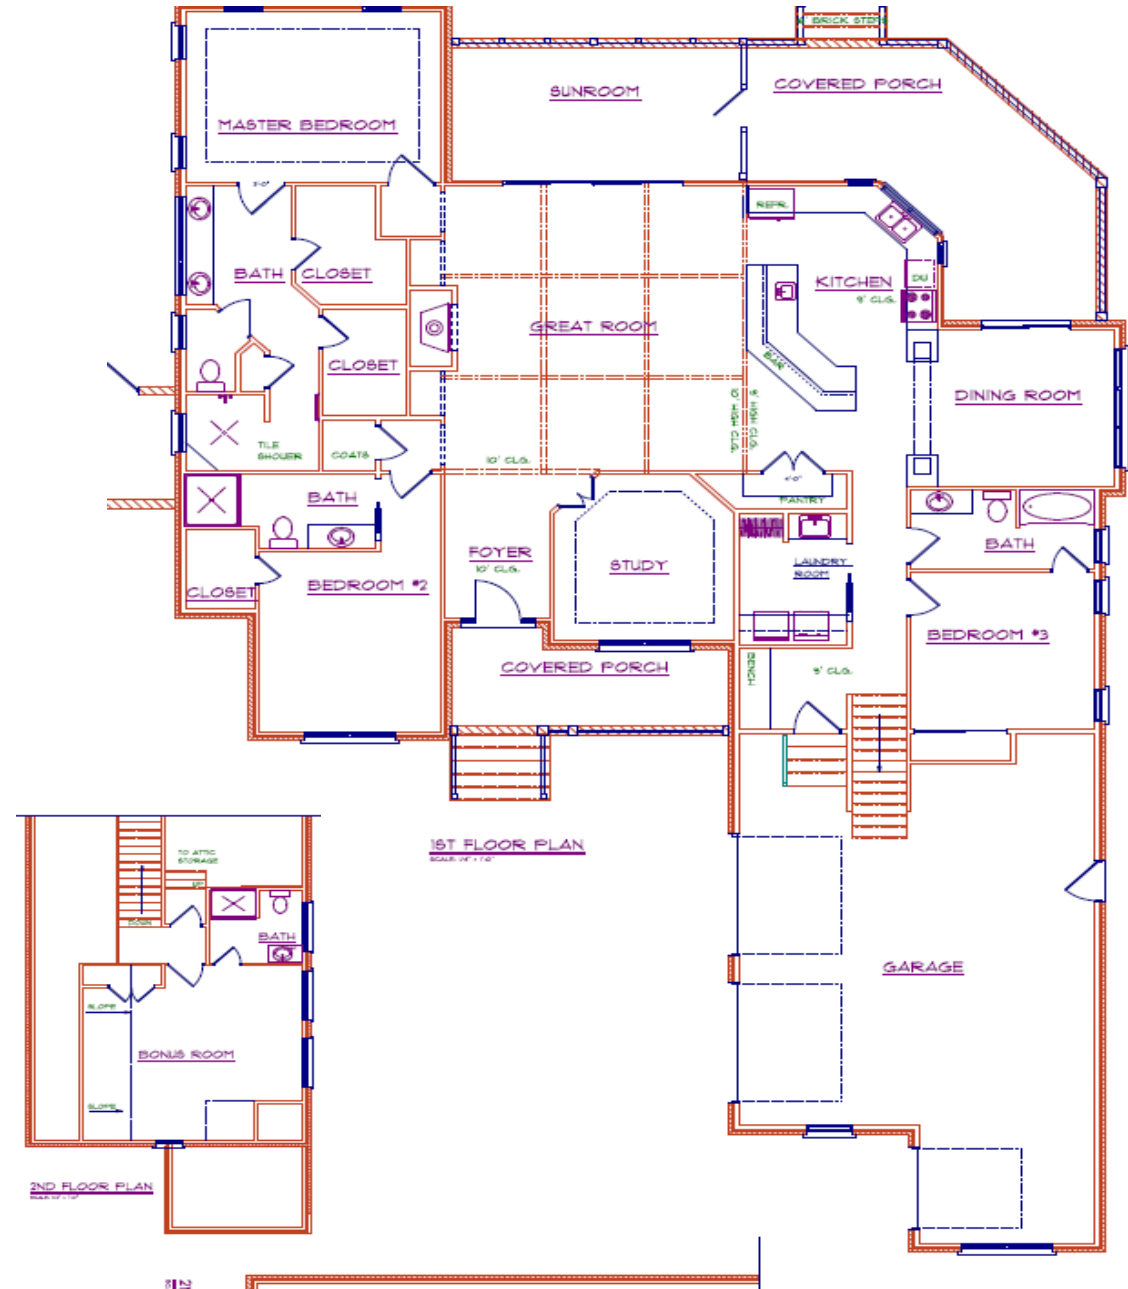 6' BRICK STEPS
SUNROOM
COVERED PORCH
MASTER BEDROOM
REFR.
BATH
CLOSET
KITCHEN
DW
9' CLG.
GREAT ROOM
CLOSET
BAR
DINING ROOM
10' HIGH CLG.
9' HIGH CLG.
TILE
SHOWER
COATS
10' CLG.
BATH
PANTRY
FOYER
10' CLG.
STUDY
LAUNDRY
ROOM
BATH
CLOSET
BEDROOM #2
BEDROOM #3
COVERED PORCH
BENCH
9' CLG.
1ST FLOOR PLAN
TO ATTIC
STORAGE
UP
DOWN
BATH
GARAGE
SLOPE
BONUS ROOM
SLOPE
2ND FLOOR PLAN